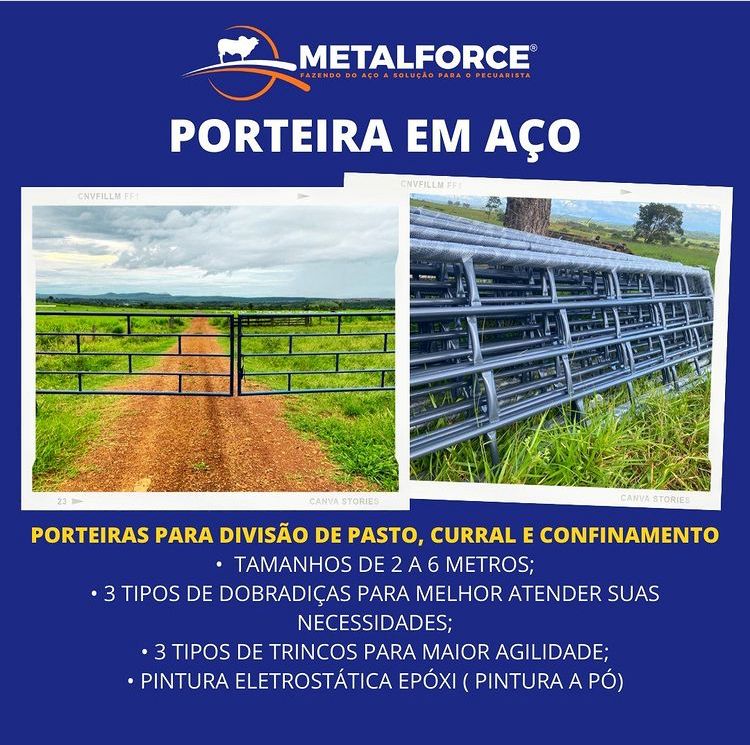 METALFORCE®
FAZENDO DO AÇO A SOLUÇÃO PARA O PECUARISTA
PORTEIRA EM AÇO
CNVFILLM FF!
CNVFILLM FF!
23
CANVA STORIES
CANVA STORIES
PORTEIRAS PARA DIVISÃO DE PASTO, CURRAL E CONFINAMENTO
• TAMANHOS DE 2 A 6 METROS;
• 3 TIPOS DE DOBRADIÇAS PARA MELHOR ATENDER SUAS
NECESSIDADES;
• 3 TIPOS DE TRINCOS PARA MAIOR AGILIDADE;
• PINTURA ELETROSTÁTICA EPÓXI ( PINTURA A PÓ)